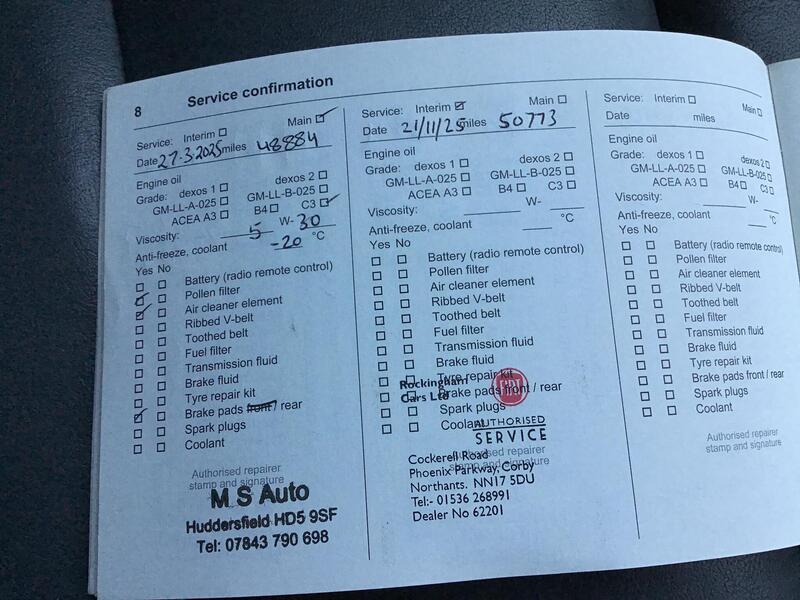 8 Service confirmation
Service: Interim ☐ Main ☑
Date 27-3-2025 miles 48884
Engine oil
Grade: dexos 1 ☐ dexos 2 ☐
GM-LL-A-025 ☐ GM-LL-B-025 ☐
ACEA A3 ☐ B4 ☐ C3 ☑
Viscosity: 5 W- 30
Anti-freeze, coolant -20 °C
Yes No
☐ ☐ Battery (radio remote control)
☑ ☐ Pollen filter
☑ ☐ Air cleaner element
☐ ☐ Ribbed V-belt
☐ ☐ Toothed belt
☐ ☐ Fuel filter
☐ ☐ Transmission fluid
☐ ☐ Brake fluid
☐ ☐ Tyre repair kit
☑ ☐ Brake pads front / rear
☐ ☐ Spark plugs
☐ ☐ Coolant
Authorised repairer
stamp and signature
M S Auto
Huddersfield HD5 9SF
Tel: 07843 790 698
Service: Interim ☑ Main ☐
Date 21/11/25 miles 50773
Engine oil
Grade: dexos 1 ☐ dexos 2 ☐
GM-LL-A-025 ☐ GM-LL-B-025 ☐
ACEA A3 ☐ B4 ☐ C3 ☐
Viscosity: W-
Anti-freeze, coolant °C
Yes No
☐ ☐ Battery (radio remote control)
☐ ☐ Pollen filter
☐ ☐ Air cleaner element
☐ ☐ Ribbed V-belt
☐ ☐ Toothed belt
☐ ☐ Fuel filter
☐ ☐ Transmission fluid
☐ ☐ Brake fluid
☐ ☐ Tyre repair kit
☐ ☐ Brake pads front / rear
☐ ☐ Spark plugs
☐ ☐ Coolant
Authorised repairer
stamp and signature
Rockingham
Cars Ltd
FIAT
AUTHORISED
SERVICE
Cockerell Road
Phoenix Parkway, Corby
Northants. NN17 5DU
Tel:- 01536 268991
Dealer No 62201
Service: Interim ☐ Main ☐
Date miles
Engine oil
Grade: dexos 1 ☐ dexos 2 ☐
GM-LL-A-025 ☐ GM-LL-B-025 ☐
ACEA A3 ☐ B4 ☐ C3 ☐
Viscosity: W-
Anti-freeze, coolant °C
Yes No
☐ ☐ Battery (radio remote control)
☐ ☐ Pollen filter
☐ ☐ Air cleaner element
☐ ☐ Ribbed V-belt
☐ ☐ Toothed belt
☐ ☐ Fuel filter
☐ ☐ Transmission fluid
☐ ☐ Brake fluid
☐ ☐ Tyre repair kit
☐ ☐ Brake pads front / rear
☐ ☐ Spark plugs
☐ ☐ Coolant
Authorised repairer
stamp and signature